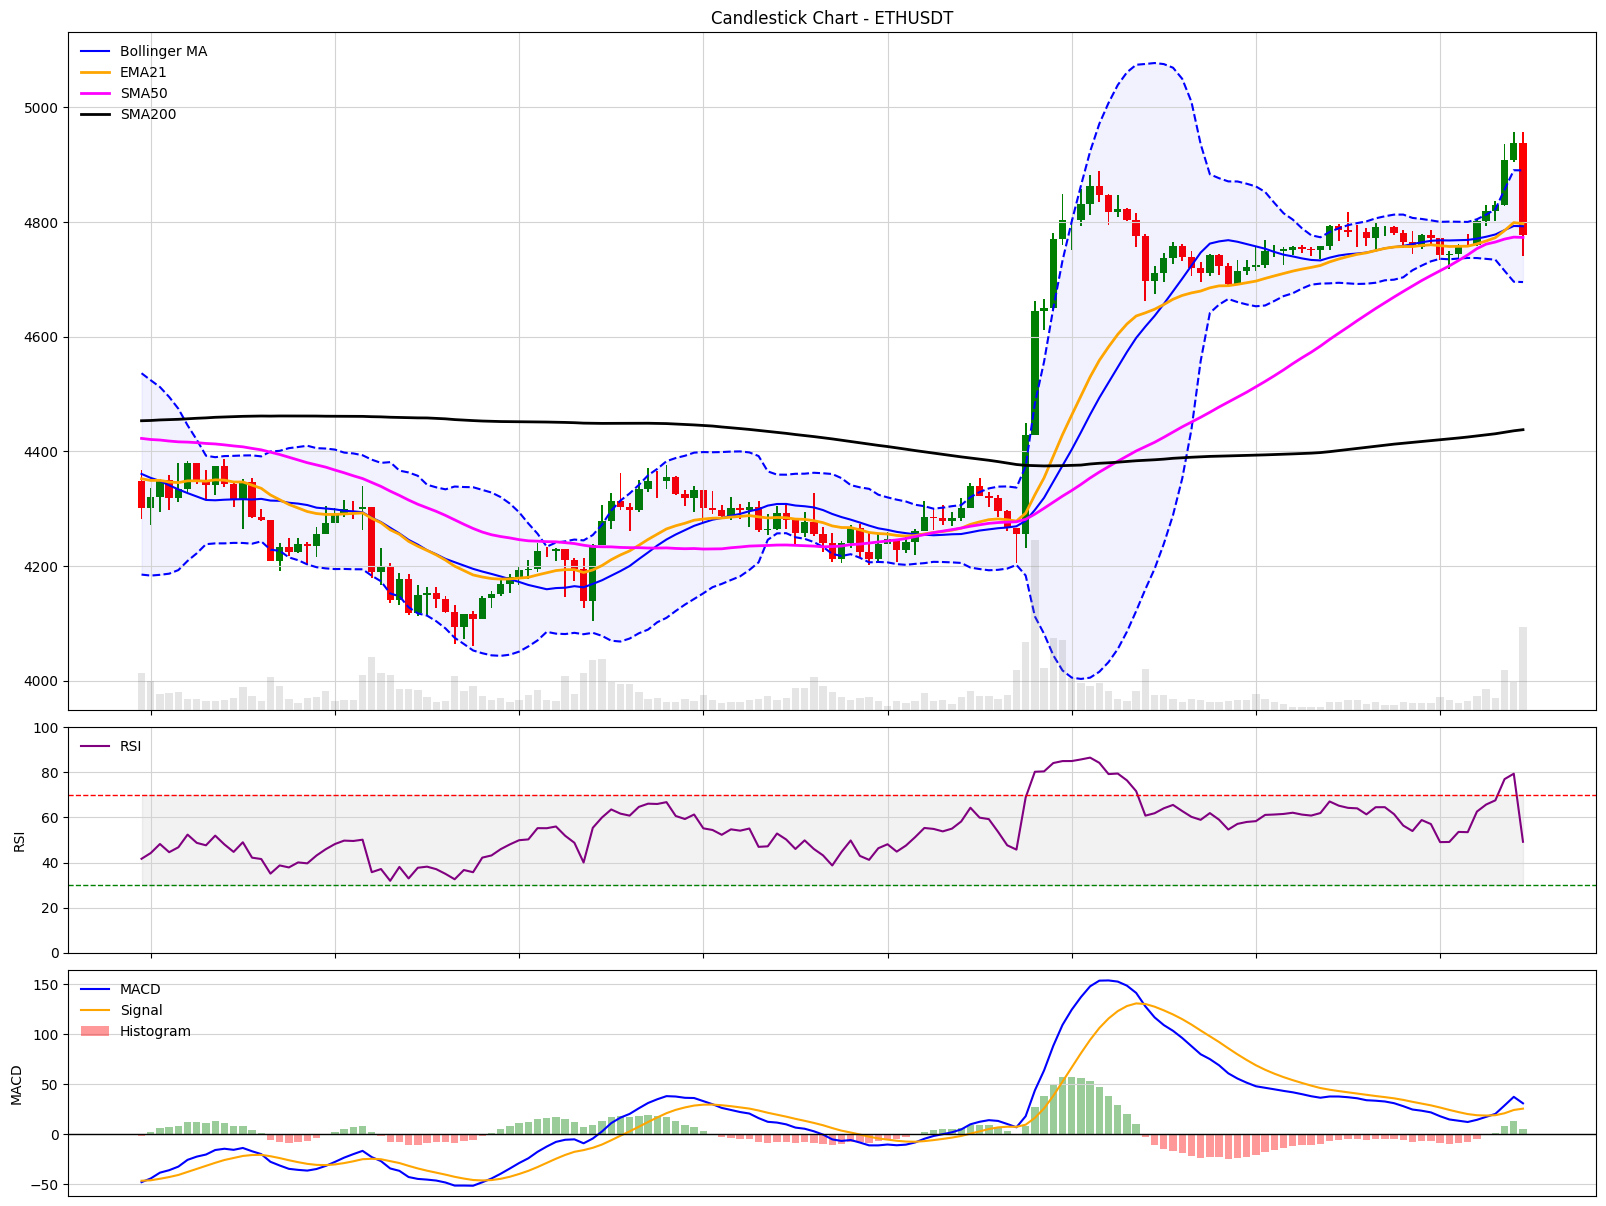 Candlestick Chart - ETHUSDT
Bollinger MA
EMA21
SMA50
SMA200
5000
4800
4600
4400
4200
4000
100
80
60
40
20
0
RSI
RSI
150
100
50
0
−50
MACD
MACD
Signal
Histogram